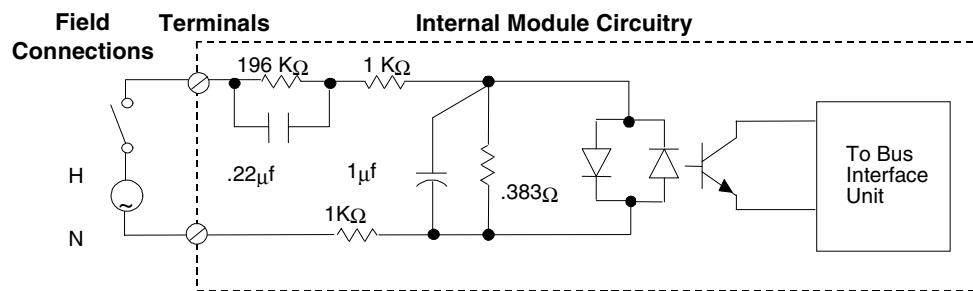 Field Connections
Terminals
Internal Module Circuitry
196 KΩ
1 KΩ
.22µf
1µf
.383Ω
1KΩ
H
~
N
To Bus
Interface
Unit